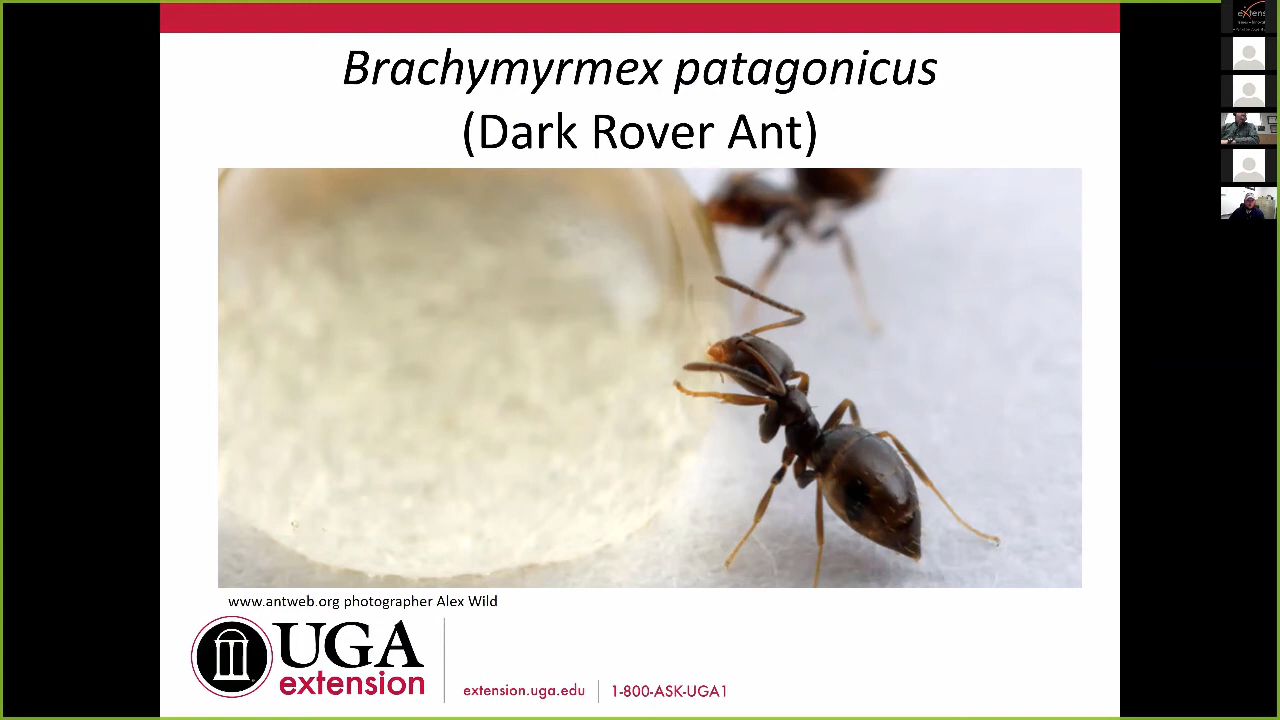 Brachymyrmex patagonicus
(Dark Rover Ant)
www.antweb.org photographer Alex Wild
UGA
extension
extension.uga.edu
1-800-ASK-UGA1